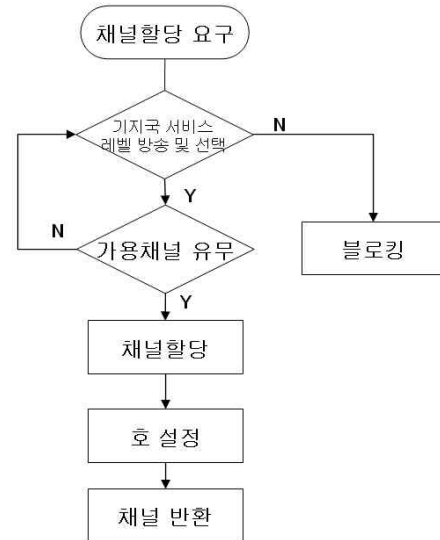 채널할당 요구
기지국 서비스
레벨 방송 및 선택
N
Y
N
가용채널 유무
블로킹
Y
채널할당
호 설정
채널 반환